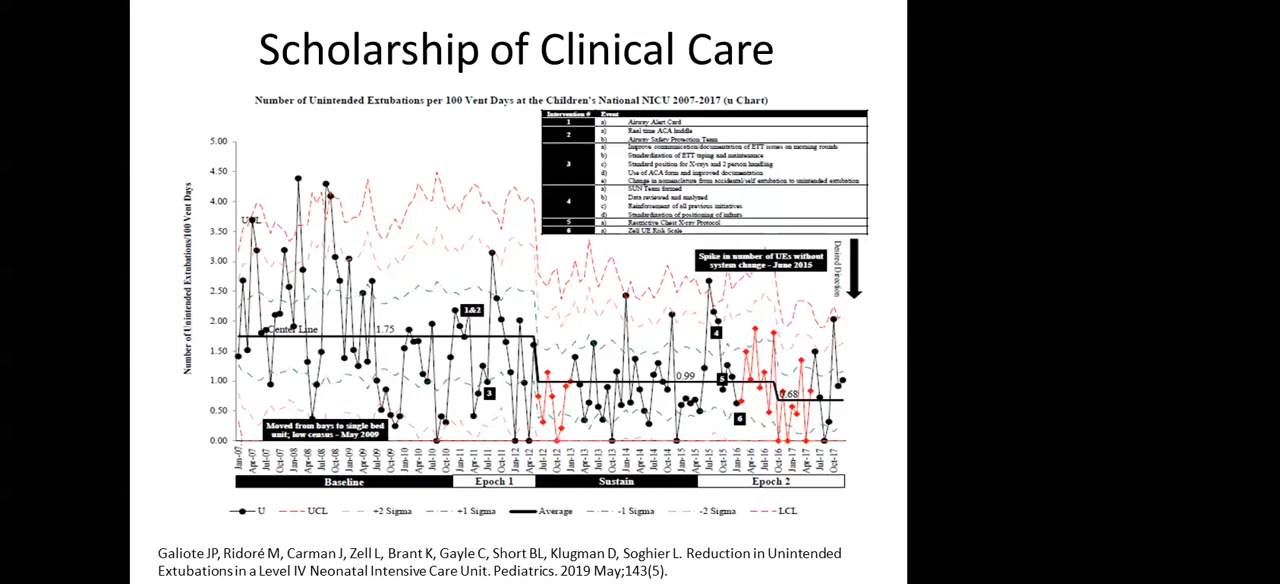 Scholarship of Clinical Care
Number of Unintended Extubations per 100 Vent Days at the Children's National NICU 2007-2017 (u Chart)
Intervention # Event
1 a) Airway Alert Card
2 a) Real time ACA huddle
b) Airway Safety Protection Team
3 a) Improve communication/documentation of ETT issues on morning rounds
b) Standardization of ETT taping and maintenance
c) Standard position for X-rays and 2 person handling
d) Use of ACA form and improved documentation
e) Change in nomenclature from accidental/self extubation to unintended extubation
4 a) SUN Team formed
b) Data reviewed and analyzed
c) Reinforcement of all previous initiatives
d) Standardization of positioning of infants
5 a) Restrictive Chest X-ray Protocol
6 a) Zell UE Risk Scale
Number of Unintended Extubations/100 Vent Days
5.00
4.50
4.00
3.50
3.00
2.50
2.00
1.50
1.00
0.50
0.00
UCL
Center Line
1.75
1&2
3
0.99
Spike in number of UEs without
system change - June 2015
Desired Direction
4
5
6
0.68
Moved from bays to single bed
unit; low census - May 2009
Jan-07 Apr-07 Jul-07 Oct-07 Jan-08 Apr-08 Jul-08 Oct-08 Jan-09 Apr-09 Jul-09 Oct-09 Jan-10 Apr-10 Jul-10 Oct-10 Jan-11 Apr-11 Jul-11 Oct-11 Jan-12 Apr-12 Jul-12 Oct-12 Jan-13 Apr-13 Jul-13 Oct-13 Jan-14 Apr-14 Jul-14 Oct-14 Jan-15 Apr-15 Jul-15 Oct-15 Jan-16 Apr-16 Jul-16 Oct-16 Jan-17 Apr-17 Jul-17 Oct-17
Baseline Epoch 1 Sustain Epoch 2
U UCL +2 Sigma +1 Sigma Average -1 Sigma -2 Sigma LCL
Galiote JP, Ridoré M, Carman J, Zell L, Brant K, Gayle C, Short BL, Klugman D, Soghier L. Reduction in Unintended
Extubations in a Level IV Neonatal Intensive Care Unit. Pediatrics. 2019 May;143(5).